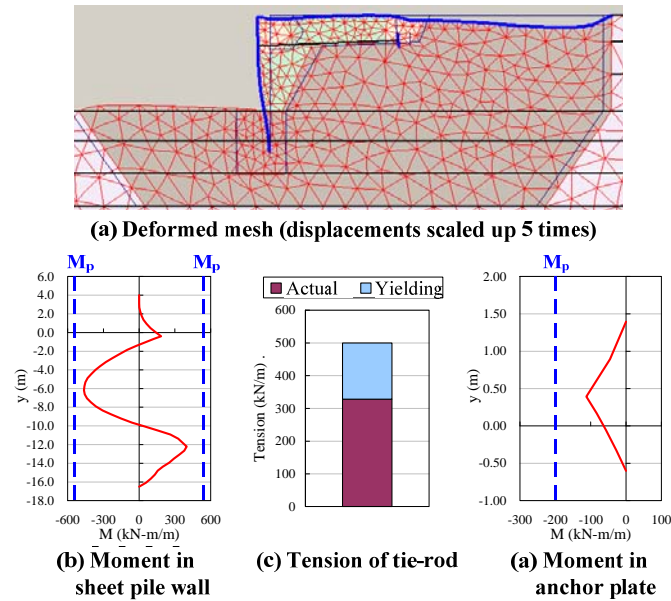 (a) Deformed mesh (displacements scaled up 5 times)
Mp Mp
6.0
4.0
2.0
0.0
-2.0
-4.0
-6.0
-8.0
-10.0
-12.0
-14.0
-16.0
-18.0
y (m)
-600 -300 0 300 600
M (kN-m/m)
(b) Moment in
sheet pile wall
Actual Yielding
600
500
400
300
200
100
0
Tension (kN/m) .
(c) Tension of tie-rod
Mp
2.00
1.50
1.00
0.50
0.00
-0.50
-1.00
y (m)
-300 -200 -100 0 100
M (kN-m/m)
(a) Moment in
anchor plate